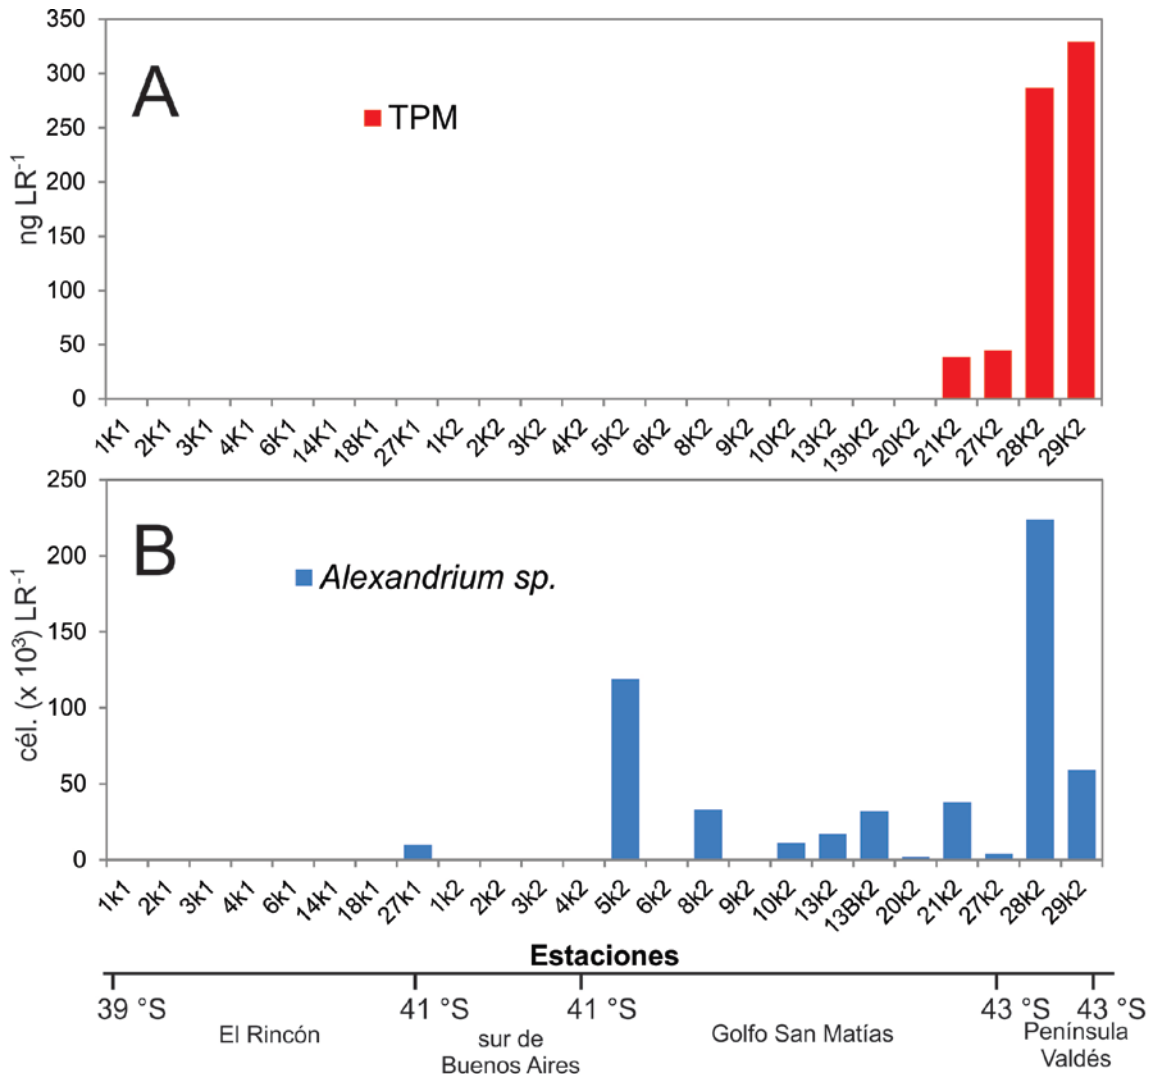 A
TPM
ng LR⁻¹
350
300
250
200
150
100
50
0
1K1 2K1 3K1 4K1 6K1 14K1 18K1 27K1 1K2 2K2 3K2 4K2 5K2 6K2 8K2 9K2 10K2 13K2 13bK2 20K2 21K2 27K2 28K2 29K2
B
Alexandrium sp.
cél. (x 10³) LR⁻¹
250
200
150
100
50
0
1k1 2k1 3k1 4k1 6k1 14k1 18k1 27k1 1k2 2k2 3k2 4k2 5k2 6k2 8k2 9k2 10K2 13K2 13BK2 20K2 21K2 27K2 28K2 29K2
Estaciones
39 °S 41 °S 41 °S 43 °S 43 °S
El Rincón
sur de
Buenos Aires
Golfo San Matías
Península
Valdés